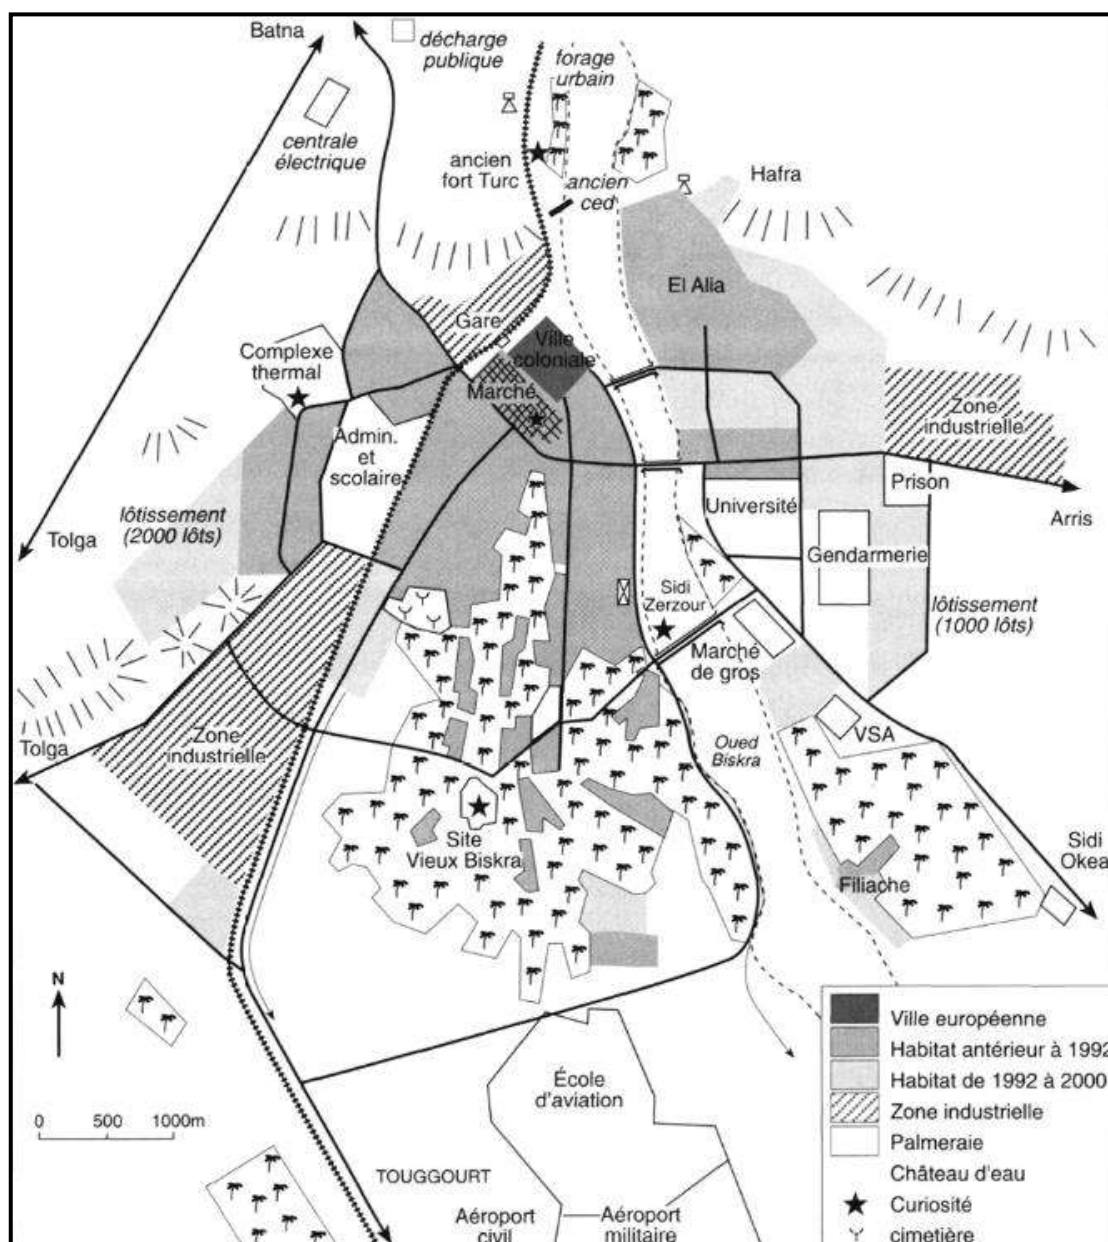 Batna
décharge
publique
forage
urbain
centrale
électrique
ancien
fort Turc
ancien
ced
Hafra
El Alia
Gare
Ville
coloniale
Complexe
thermal
Marché
Admin.
et
scolaire
Zone
industrielle
Prison
Arris
Université
lôtissement
(2000 lôts)
Tolga
Gendarmerie
Sidi
Zerzour
lôtissement
(1000 lôts)
Marché
de gros
Tolga
Zone
industrielle
VSA
Oued
Biskra
Site
Vieux Biskra
Sidi
Okea
Filiache
N
0 500 1000m
École
d'aviation
TOUGGOURT
Aéroport
civil
Aéroport
militaire
Ville européenne
Habitat antérieur à 1992
Habitat de 1992 à 2000
Zone industrielle
Palmeraie
Château d'eau
Curiosité
cimetière